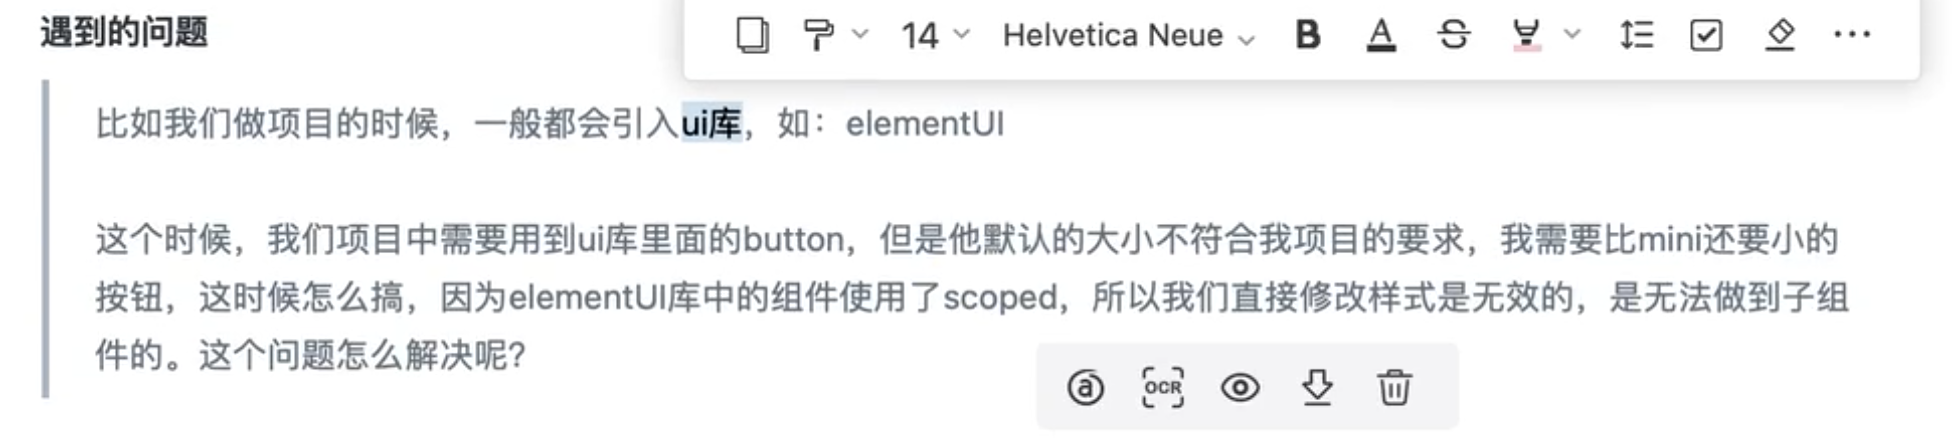 遇到的问题
14 Helvetica Neue B A S
比如我们做项目的时候，一般都会引入ui库，如：elementUI
这个时候，我们项目中需要用到ui库里面的button，但是他默认的大小不符合我项目的要求，我需要比mini还要小的
按钮，这时候怎么搞，因为elementUI库中的组件使用了scoped，所以我们直接修改样式是无效的，是无法做到子组
件的。这个问题怎么解决呢?
a OCR